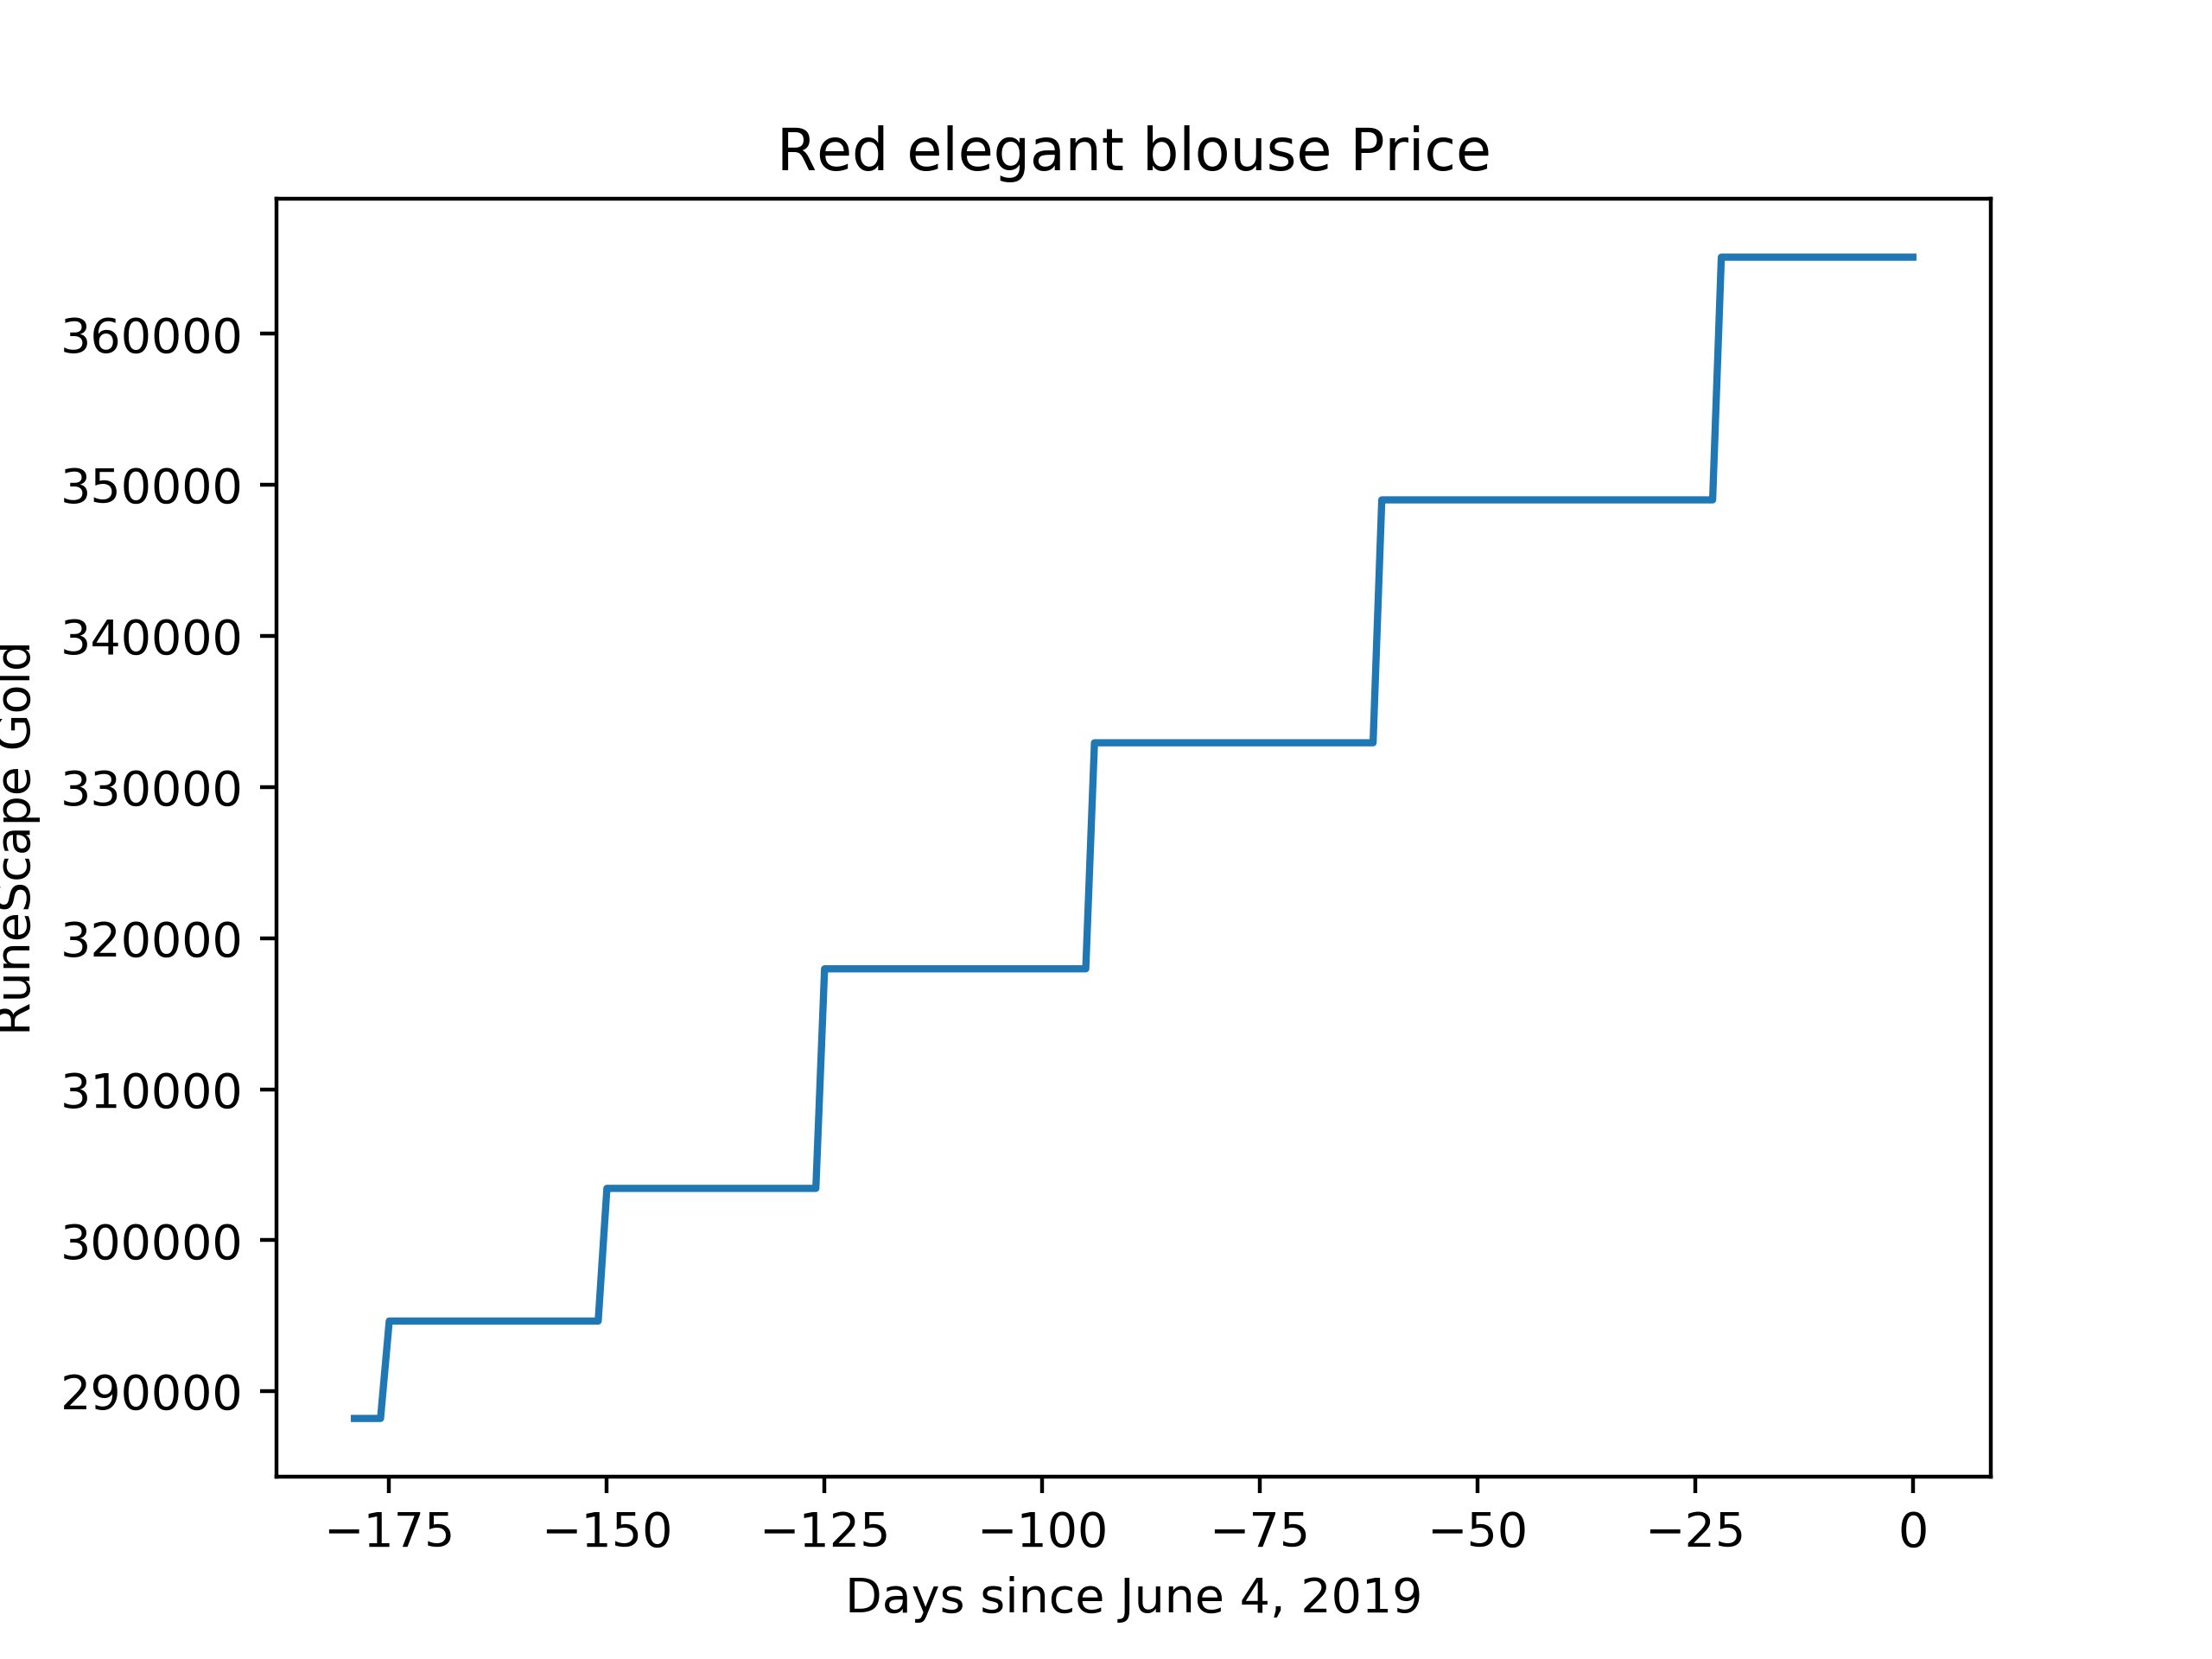 Red elegant blouse Price
RuneScape Gold
360000
350000
340000
330000
320000
310000
300000
290000
−175 −150 −125 −100 −75 −50 −25 0
Days since June 4, 2019